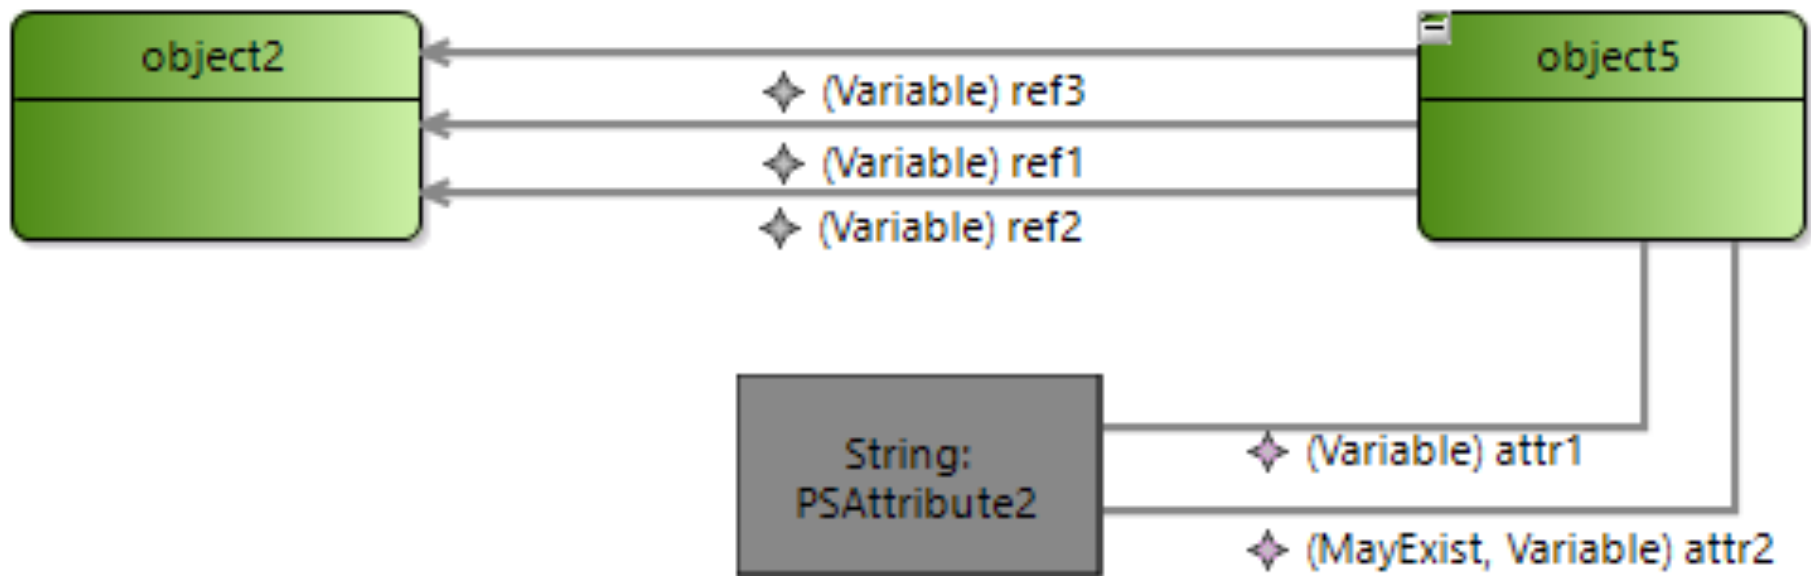 object2
object5
(Variable) ref3
(Variable) ref1
(Variable) ref2
String:
PSAttribute2
(Variable) attr1
(MayExist, Variable) attr2